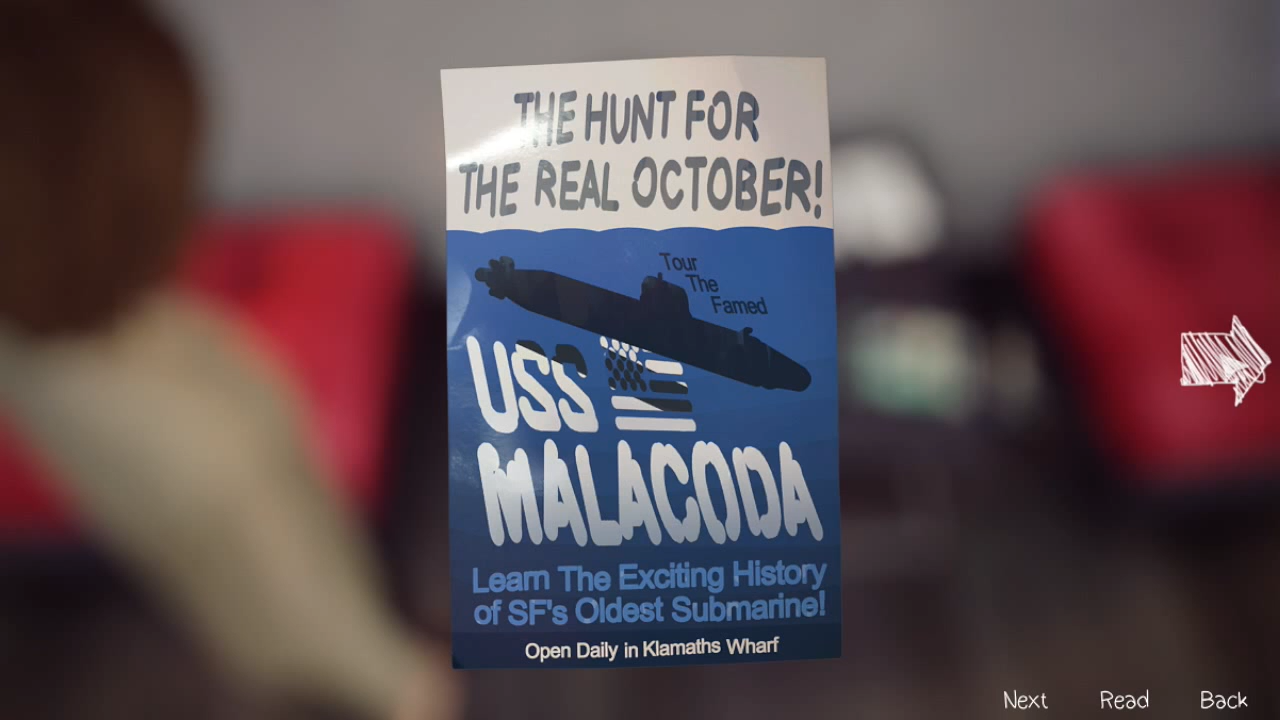 THE HUNT FOR
THE REAL OCTOBER!
Tour
The
Famed
USS
MALACODA
Learn The Exciting History
of SF's Oldest Submarine!
Open Daily in Klamaths Wharf
Next Read Back